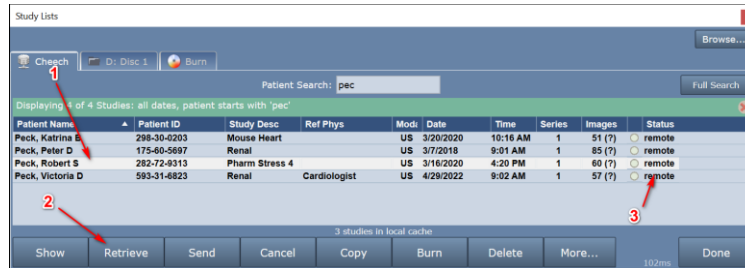 Study Lists
Browse...
Cheech D: Disc 1 Burn
1
Patient Search: pec Full Search
Displaying 4 of 4 Studies: all dates, patient starts with 'pec'
Patient Name Patient ID Study Desc Ref Phys Moda Date Time Series Images Status
Peck, Katrina B 298-30-0203 Mouse Heart US 3/20/2020 10:16 AM 1 51 (?) remote
Peck, Peter D 175-60-5697 Renal US 3/7/2018 9:01 AM 1 85 (?) remote
Peck, Robert S 282-72-9313 Pharm Stress 4 US 3/16/2020 4:20 PM 1 60 (?) remote
Peck, Victoria D 593-31-6823 Renal Cardiologist US 4/29/2022 9:02 AM 1 57 (?) remote
2
3
3 studies in local cache
Show Retrieve Send Cancel Copy Burn Delete More... 102ms Done